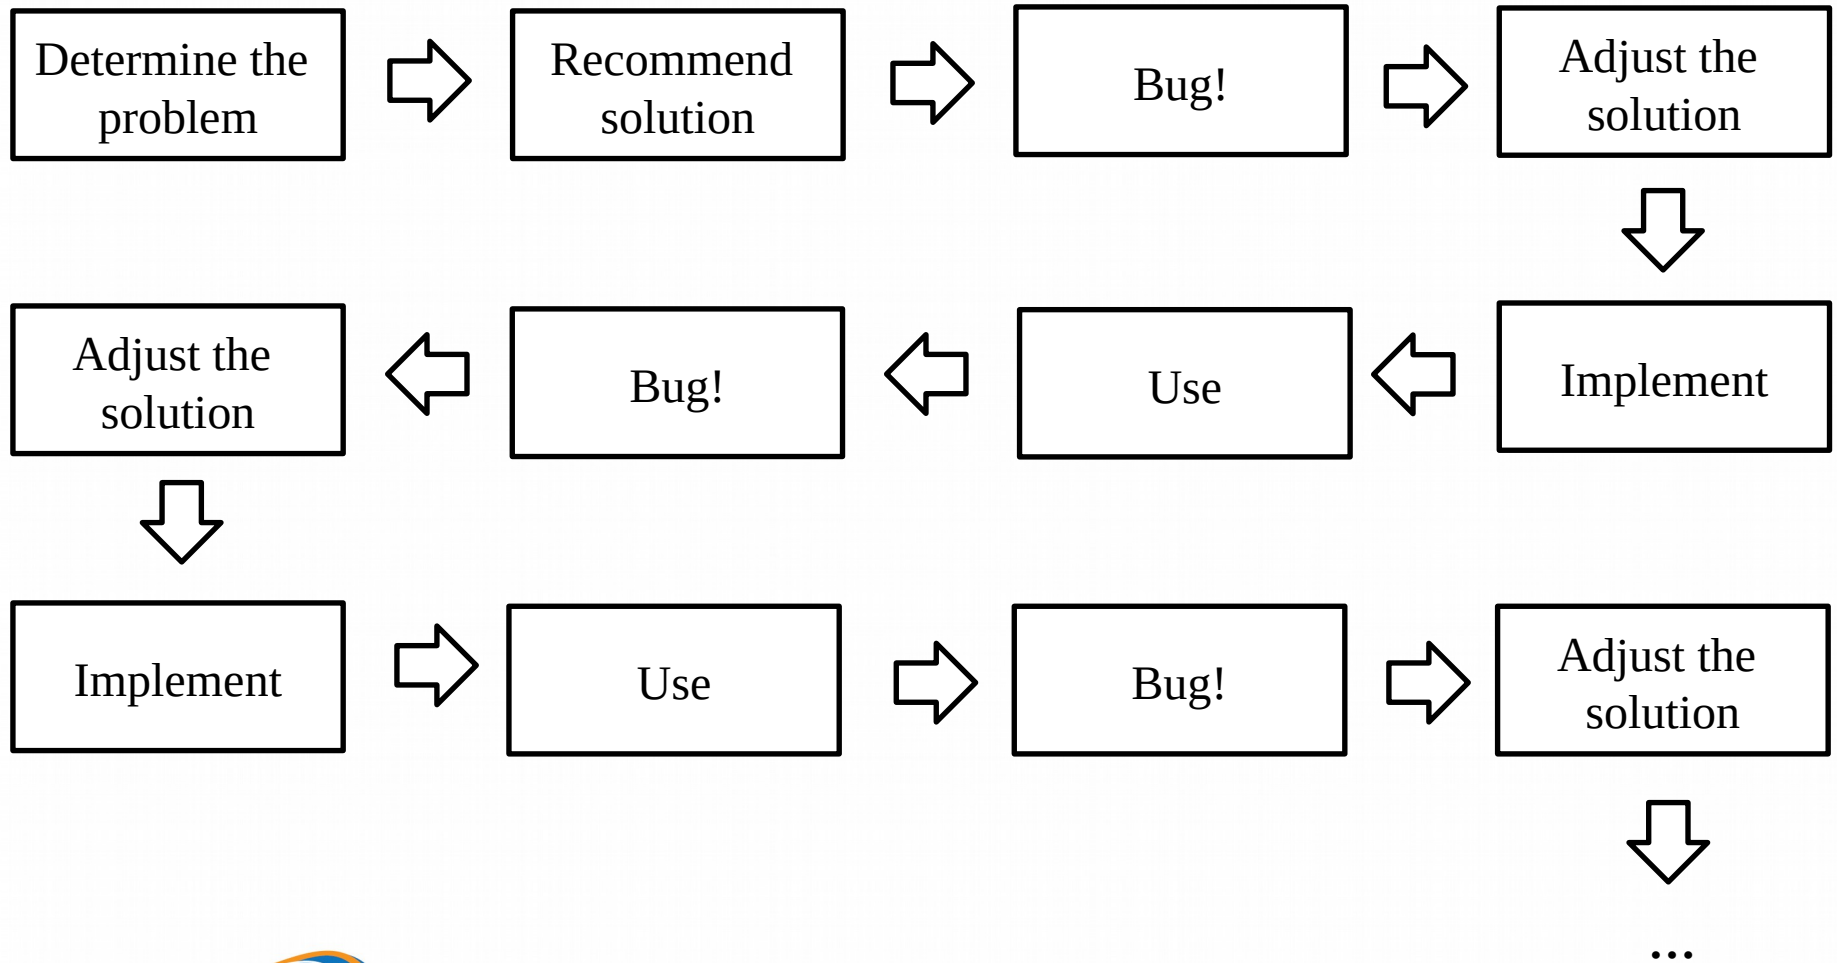 Determine the
problem
Recommend
solution
Bug!
Adjust the
solution
Implement
Use
Bug!
Adjust the
solution
Implement
Use
Bug!
Adjust the
solution
...